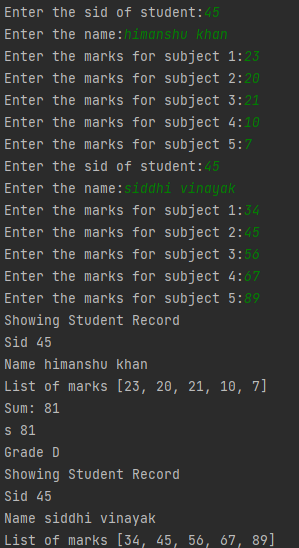 Enter the sid of student:45
Enter the name:himanshu khan
Enter the marks for subject 1:23
Enter the marks for subject 2:20
Enter the marks for subject 3:21
Enter the marks for subject 4:10
Enter the marks for subject 5:7
Enter the sid of student:45
Enter the name:siddhi vinayak
Enter the marks for subject 1:34
Enter the marks for subject 2:45
Enter the marks for subject 3:56
Enter the marks for subject 4:67
Enter the marks for subject 5:89
Showing Student Record
Sid 45
Name himanshu khan
List of marks [23, 20, 21, 10, 7]
Sum: 81
s 81
Grade D
Showing Student Record
Sid 45
Name siddhi vinayak
List of marks [34, 45, 56, 67, 89]